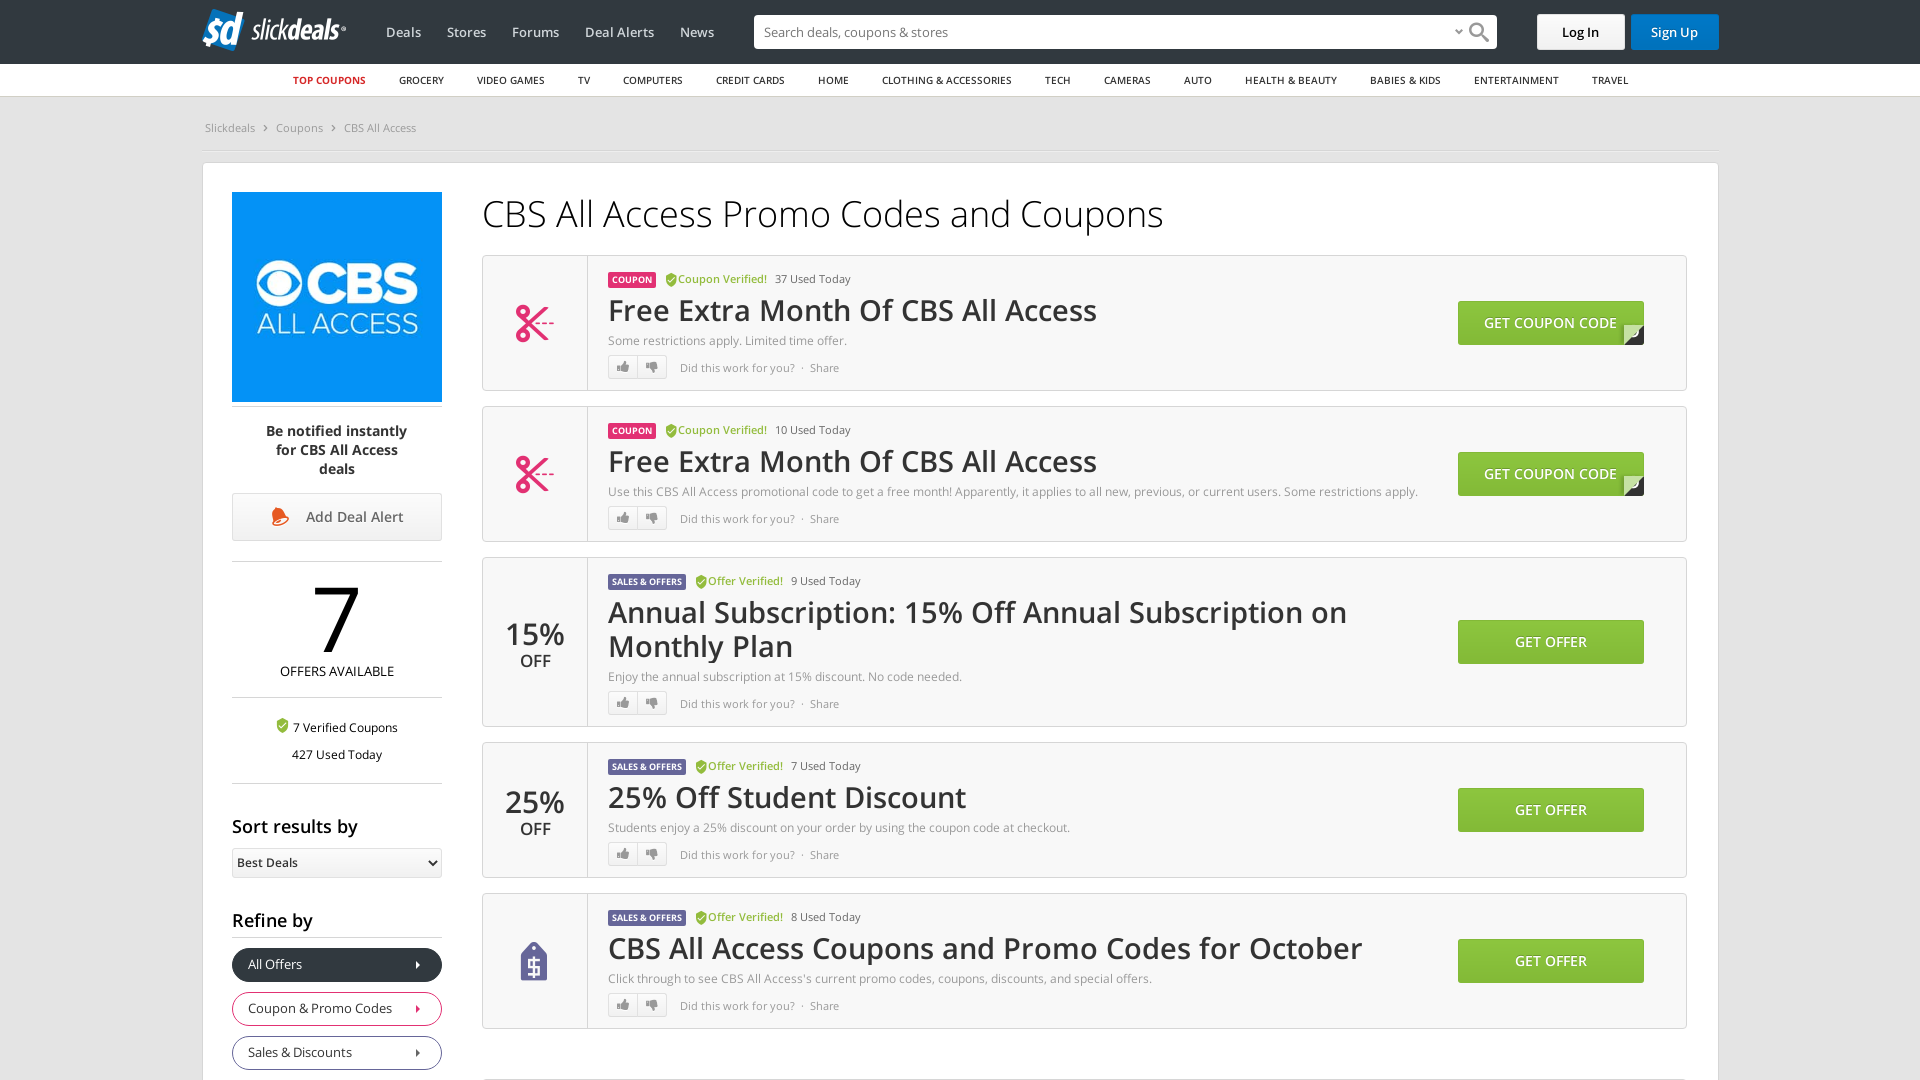 slickdeals
Deals
Stores
Forums
Deal Alerts
News
Search deals, coupons & stores
Log In
Sign Up
TOP COUPONS
GROCERY
VIDEO GAMES
TV
COMPUTERS
CREDIT CARDS
HOME
CLOTHING & ACCESSORIES
TECH
CAMERAS
AUTO
HEALTH & BEAUTY
BABIES & KIDS
ENTERTAINMENT
TRAVEL
Slickdeals > Coupons > CBS All Access
CBS
ALL ACCESS
Be notified instantly
for CBS All Access
deals
Add Deal Alert
7
OFFERS AVAILABLE
7 Verified Coupons
427 Used Today
Sort results by
Best Deals
Refine by
All Offers
Coupon & Promo Codes
Sales & Discounts
CBS All Access Promo Codes and Coupons
COUPON Coupon Verified! 37 Used Today
Free Extra Month Of CBS All Access
Some restrictions apply. Limited time offer.
Did this work for you? · Share
GET COUPON CODE
COUPON Coupon Verified! 10 Used Today
Free Extra Month Of CBS All Access
Use this CBS All Access promotional code to get a free month! Apparently, it applies to all new, previous, or current users. Some restrictions apply.
Did this work for you? · Share
GET COUPON CODE
15%
OFF
SALES & OFFERS Offer Verified! 9 Used Today
Annual Subscription: 15% Off Annual Subscription on
Monthly Plan
Enjoy the annual subscription at 15% discount. No code needed.
Did this work for you? · Share
GET OFFER
25%
OFF
SALES & OFFERS Offer Verified! 7 Used Today
25% Off Student Discount
Students enjoy a 25% discount on your order by using the coupon code at checkout.
Did this work for you? · Share
GET OFFER
SALES & OFFERS Offer Verified! 8 Used Today
CBS All Access Coupons and Promo Codes for October
Click through to see CBS All Access's current promo codes, coupons, discounts, and special offers.
Did this work for you? · Share
GET OFFER